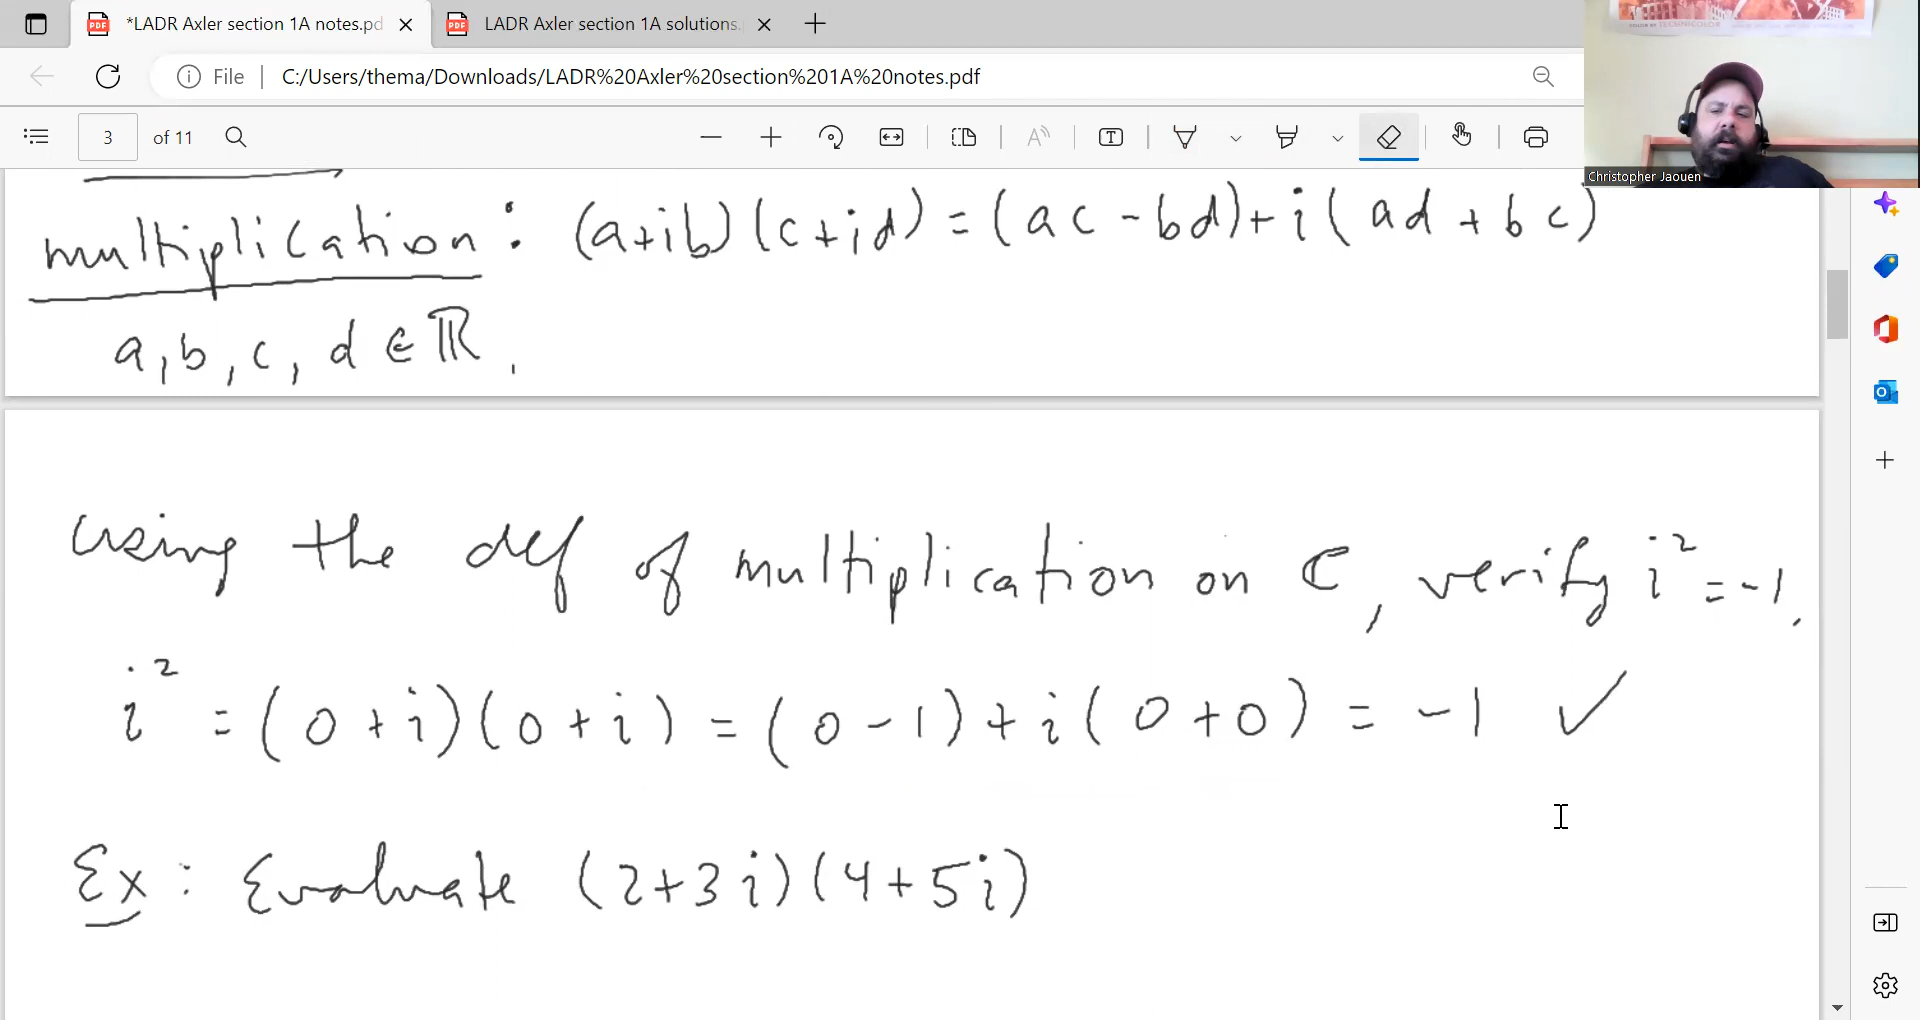 *LADR Axler section 1A notes.pd
LADR Axler section 1A solutions.
File
C:/Users/thema/Downloads/LADR%20Axler%20section%201A%20notes.pdf
3 of 11
Christopher Jaouen
multiplication : (a+ib)(c+id) = (ac - bd) + i(ad + bc)
a, b, c, d ∈ ℝ.
Using the def of multiplication on ℂ, verify i² = -1.
i² = (0 + i)(0 + i) = (0 - 1) + i(0 + 0) = -1 ✓
Ex : Evaluate (2+3i)(4+5i)